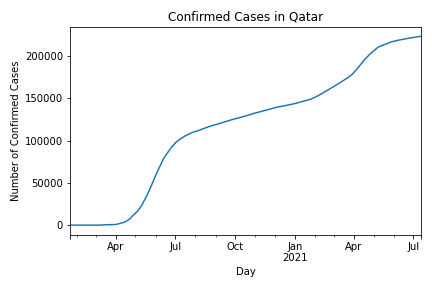 Confirmed Cases in Qatar
Number of Confirmed Cases
200000
150000
100000
50000
0
Apr Jul Oct Jan Apr Jul
2021
Day